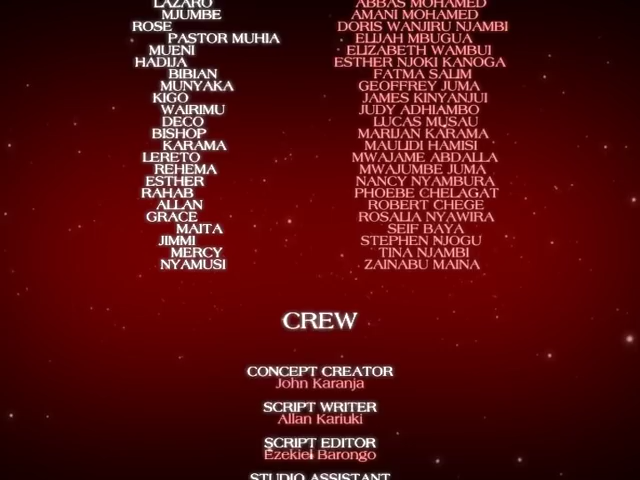 LAZARO ABBAS MOHAMED
MJUMBE AMANI MOHAMED
ROSE DORIS WANJIRU NJAMBI
PASTOR MUHIA ELIJAH MBUGUA
MUENI ELIZABETH WAMBUI
HADIJA ESTHER NJOKI KANOGA
BIBIAN FATMA SALIM
MUNYAKA GEOFFREY JUMA
KIGO JAMES KINYANJUI
WAIRIMU JUDY ADHIAMBO
DECO LUCAS MUSAU
BISHOP MARIJAN KARAMA
KARAMA MAULIDI HAMISI
LERETO MWAJAME ABDALLA
REHEMA MWAJUMBE JUMA
ESTHER NANCY NYAMBURA
RAHAB PHOEBE CHELAGAT
ALLAN ROBERT CHEGE
GRACE ROSALIA NYAWIRA
MAITA SEIF BAYA
JIMMI STEPHEN NJOGU
MERCY TINA NJAMBI
NYAMUSI ZAINABU MAINA
CREW
CONCEPT CREATOR
John Karanja
SCRIPT WRITER
Allan Kariuki
SCRIPT EDITOR
Ezekiel Barongo
STUDIO ASSISTANT